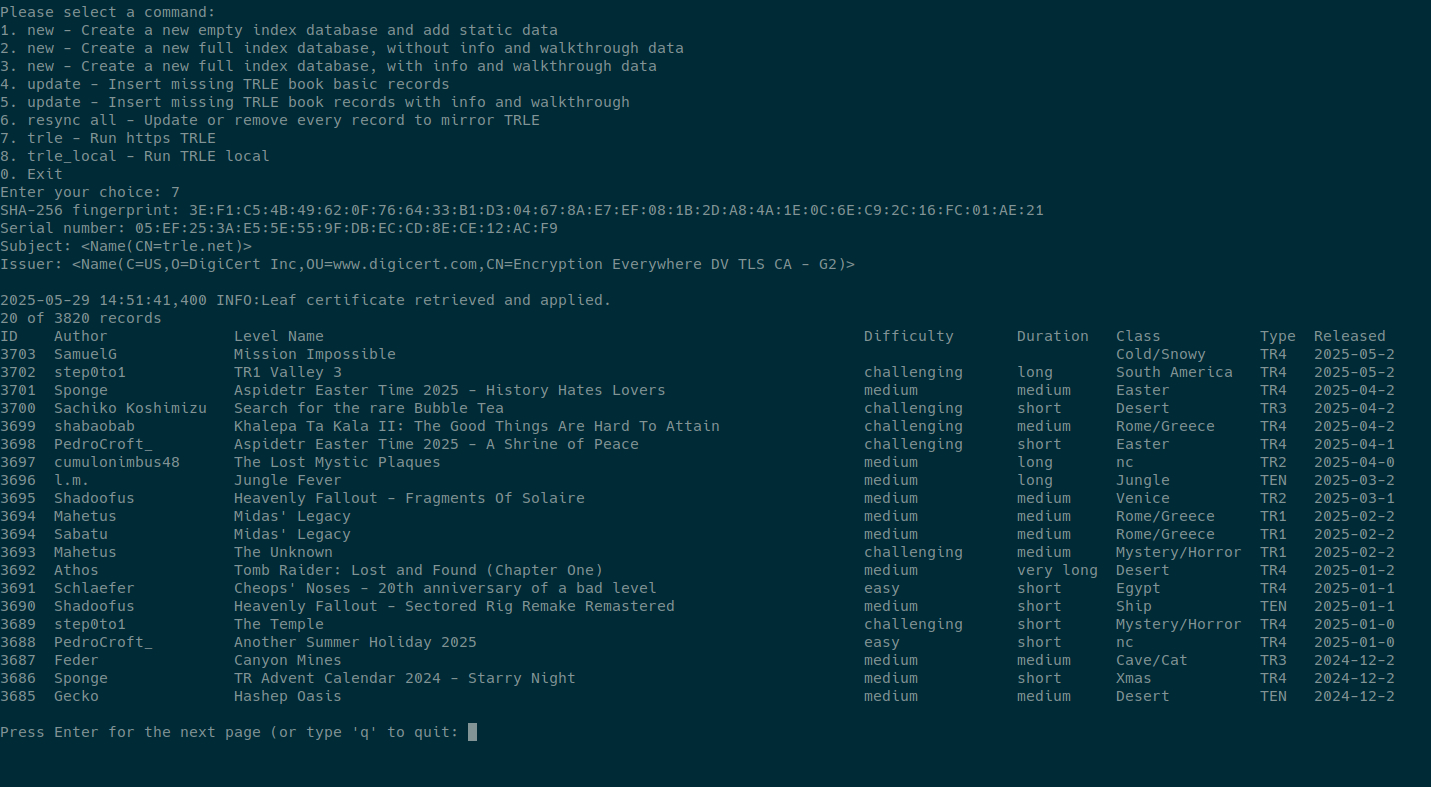 Please select a command:
1. new - Create a new empty index database and add static data
2. new - Create a new full index database, without info and walkthrough data
3. new - Create a new full index database, with info and walkthrough data
4. update - Insert missing TRLE book basic records
5. update - Insert missing TRLE book records with info and walkthrough
6. resync all - Update or remove every record to mirror TRLE
7. trle - Run https TRLE
8. trle_local - Run TRLE local
0. Exit
Enter your choice: 7
SHA-256 fingerprint: 3E:F1:C5:4B:49:62:0F:76:64:33:B1:D3:04:67:8A:E7:EF:08:1B:2D:A8:4A:1E:0C:6E:C9:2C:16:FC:01:AE:21
Serial number: 05:EF:25:3A:E5:5E:55:9F:DB:EC:CD:8E:CE:12:AC:F9
Subject: <Name(CN=trle.net)>
Issuer: <Name(C=US,O=DigiCert Inc,OU=www.digicert.com,CN=Encryption Everywhere DV TLS CA - G2)>
2025-05-29 14:51:41,400 INFO:Leaf certificate retrieved and applied.
20 of 3820 records
ID Author Level Name Difficulty Duration Class Type Released
3703 SamuelG Mission Impossible Cold/Snowy TR4 2025-05-2
3702 step0to1 TR1 Valley 3 challenging long South America TR4 2025-05-2
3701 Sponge Aspidetr Easter Time 2025 - History Hates Lovers medium medium Easter TR4 2025-04-2
3700 Sachiko Koshimizu Search for the rare Bubble Tea challenging short Desert TR3 2025-04-2
3699 shabaobab Khalepa Ta Kala II: The Good Things Are Hard To Attain challenging medium Rome/Greece TR4 2025-04-2
3698 PedroCroft_ Aspidetr Easter Time 2025 - A Shrine of Peace challenging short Easter TR4 2025-04-1
3697 cumulonimbus48 The Lost Mystic Plaques medium long nc TR2 2025-04-0
3696 l.m. Jungle Fever medium long Jungle TEN 2025-03-2
3695 Shadoofus Heavenly Fallout - Fragments Of Solaire medium medium Venice TR2 2025-03-1
3694 Mahetus Midas' Legacy medium medium Rome/Greece TR1 2025-02-2
3694 Sabatu Midas' Legacy medium medium Rome/Greece TR1 2025-02-2
3693 Mahetus The Unknown challenging medium Mystery/Horror TR1 2025-02-2
3692 Athos Tomb Raider: Lost and Found (Chapter One) medium very long Desert TR4 2025-01-2
3691 Schlaefer Cheops' Noses - 20th anniversary of a bad level easy short Egypt TR4 2025-01-1
3690 Shadoofus Heavenly Fallout - Sectored Rig Remake Remastered medium short Ship TEN 2025-01-1
3689 step0to1 The Temple challenging short Mystery/Horror TR4 2025-01-0
3688 PedroCroft_ Another Summer Holiday 2025 easy short nc TR4 2025-01-0
3687 Feder Canyon Mines medium medium Cave/Cat TR3 2024-12-2
3686 Sponge TR Advent Calendar 2024 - Starry Night medium short Xmas TR4 2024-12-2
3685 Gecko Hashep Oasis medium medium Desert TEN 2024-12-2
Press Enter for the next page (or type 'q' to quit: